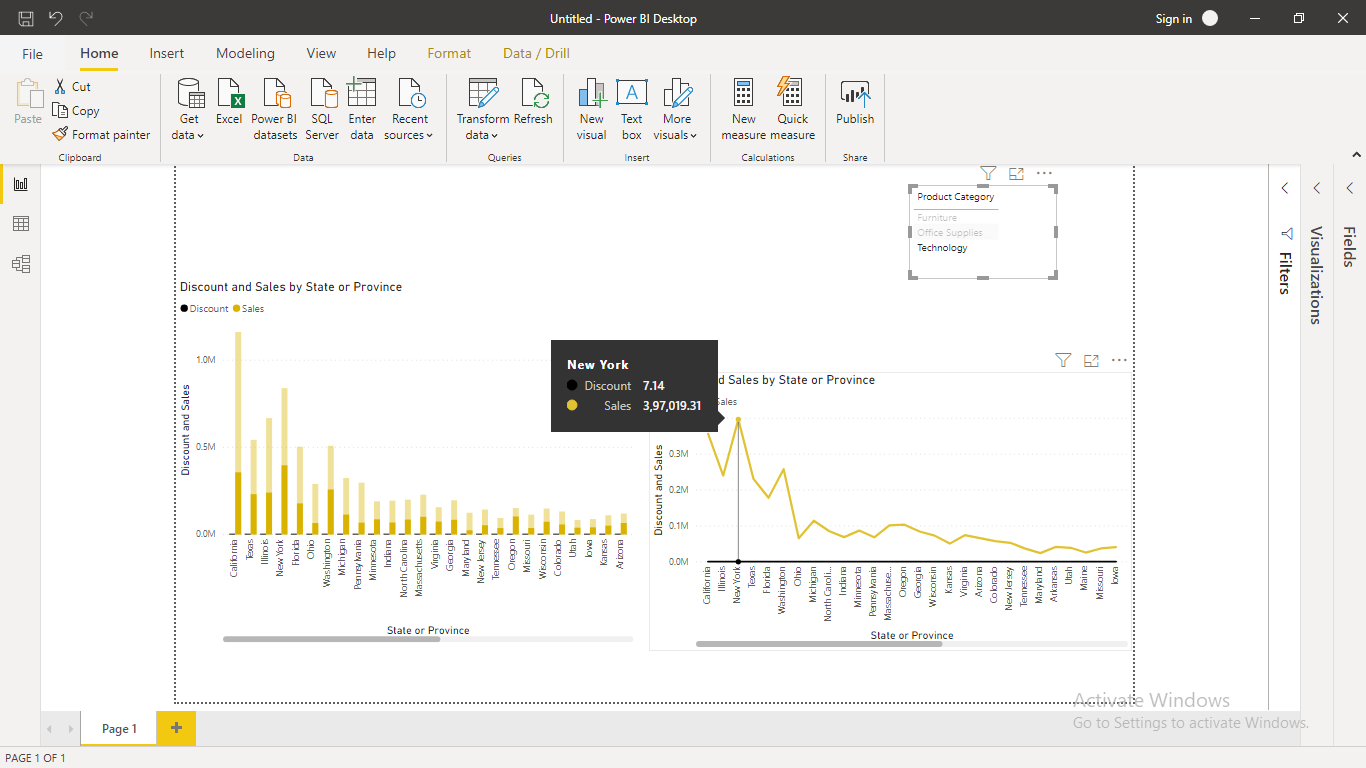 Untitled - Power BI Desktop
Sign in
File Home Insert Modeling View Help Format Data / Drill
Paste
Cut
Copy
Format painter
Clipboard
Get data
Excel
Power BI datasets
SQL Server
Enter data
Recent sources
Data
Transform data
Refresh
Queries
New visual
Text box
More visuals
Insert
New measure
Quick measure
Calculations
Publish
Share
Product Category
Furniture
Office Supplies
Technology
Filters
Visualizations
Fields
Discount and Sales by State or Province
Discount Sales
Discount and Sales
1.0M
0.5M
0.0M
California
Texas
Illinois
New York
Florida
Ohio
Washington
Michigan
Pennsylvania
Minnesota
Indiana
North Carolina
Massachusetts
Virginia
Georgia
Maryland
New Jersey
Tennessee
Oregon
Missouri
Wisconsin
Colorado
Utah
Iowa
Kansas
Arizona
State or Province
New York
Discount 7.14
Sales 3,97,019.31
d Sales by State or Province
Sales
Discount and Sales
0.3M
0.2M
0.1M
0.0M
California
Illinois
New York
Texas
Florida
Washington
Ohio
Michigan
North Caroli...
Indiana
Minnesota
Pennsylvania
Massachuse...
Oregon
Georgia
Wisconsin
Kansas
Virginia
Arizona
Colorado
New Jersey
Tennessee
Maryland
Arkansas
Utah
Maine
Missouri
Iowa
State or Province
Activate Windows
Go to Settings to activate Windows.
Page 1
PAGE 1 OF 1